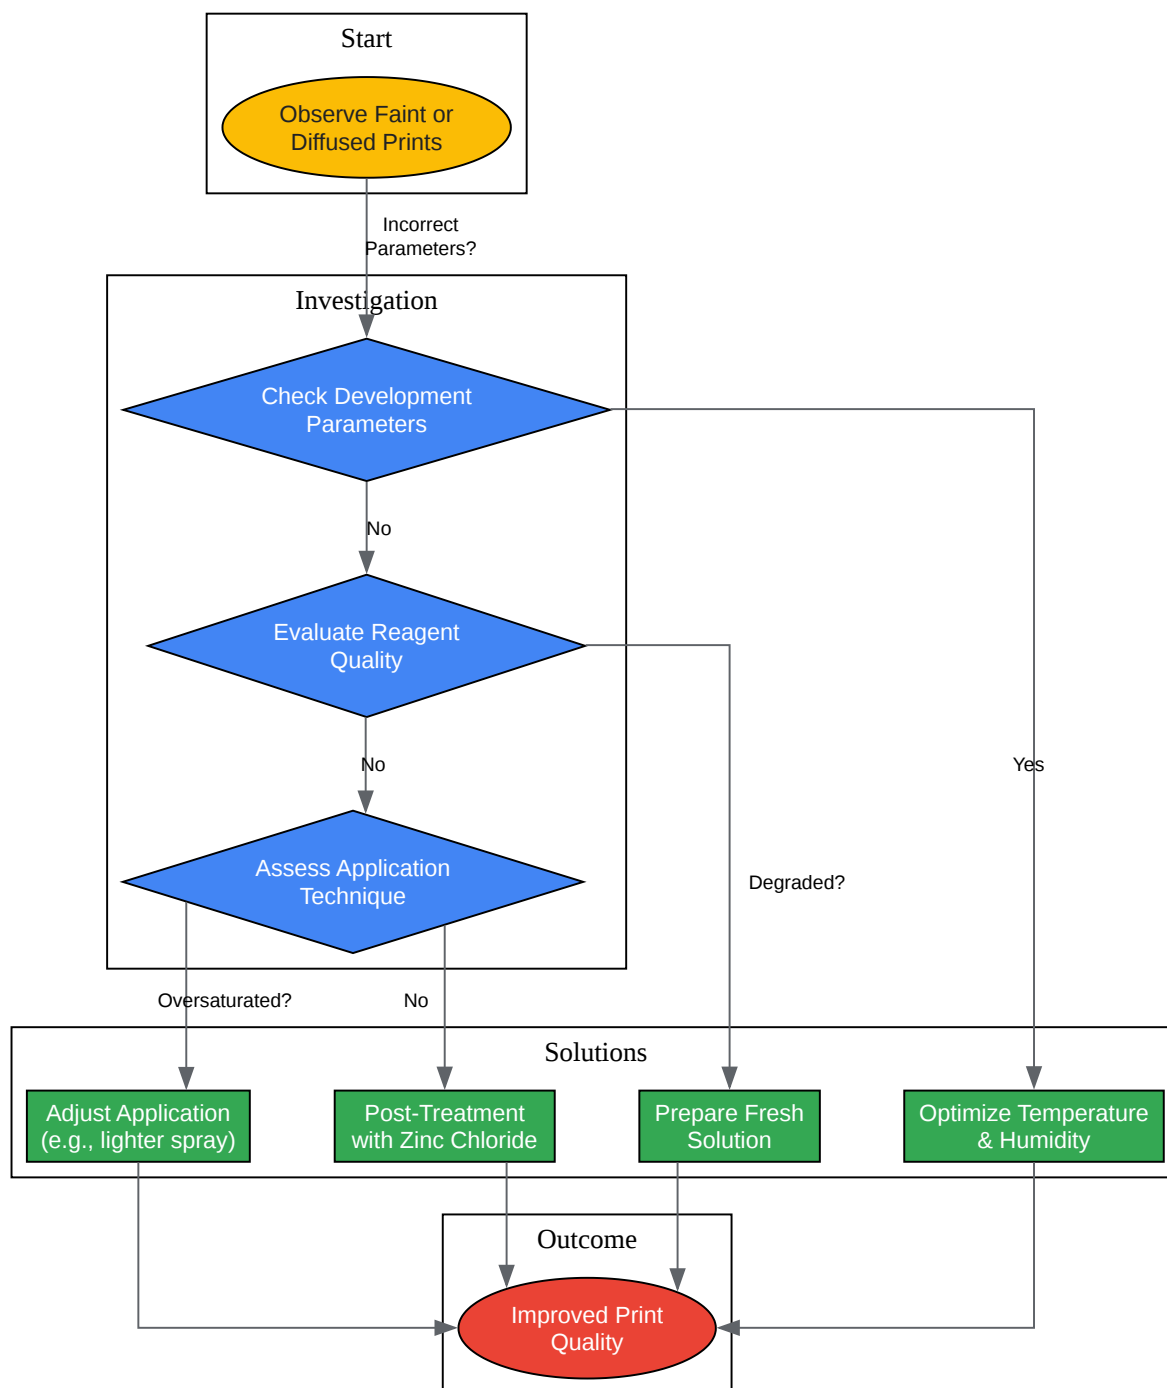 Start
Observe Faint or
Diffused Prints
Incorrect
Parameters?
Investigation
Check Development
Parameters
No
Evaluate Reagent
Quality
No
Yes
Assess Application
Technique
Degraded?
Oversaturated?
No
Solutions
Adjust Application
(e.g., lighter spray)
Post-Treatment
with Zinc Chloride
Prepare Fresh
Solution
Optimize Temperature
& Humidity
Outcome
Improved Print
Quality